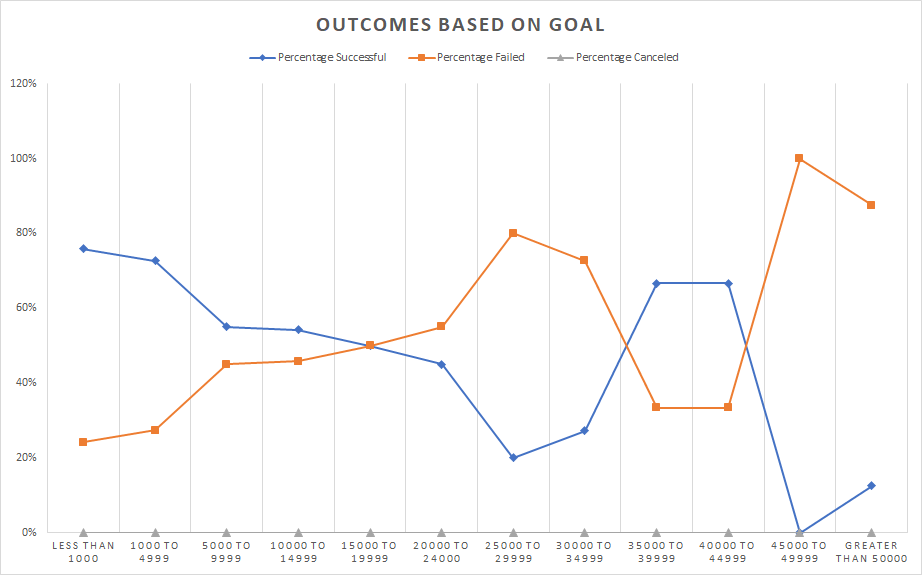 OUTCOMES BASED ON GOAL
Percentage Successful
Percentage Failed
Percentage Canceled
120%
100%
80%
60%
40%
20%
0%
LESS THAN
1000
1000 TO
4999
5000 TO
9999
10000 TO
14999
15000 TO
19999
20000 TO
24000
25000 TO
29999
30000 TO
34999
35000 TO
39999
40000 TO
44999
45000 TO
49999
GREATER
THAN 50000